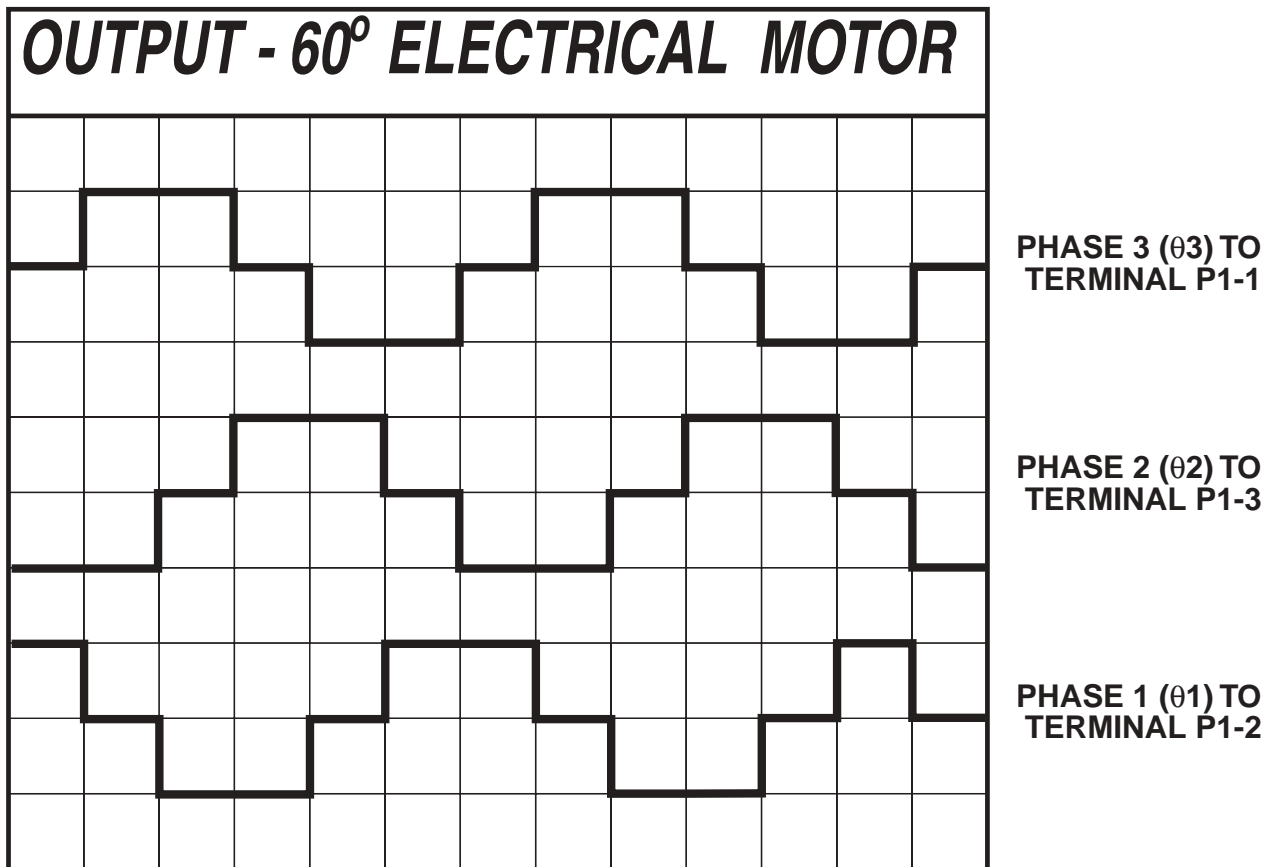 OUTPUT - 60º ELECTRICAL MOTOR
PHASE 3 (θ3) TO
TERMINAL P1-1
PHASE 2 (θ2) TO
TERMINAL P1-3
PHASE 1 (θ1) TO
TERMINAL P1-2